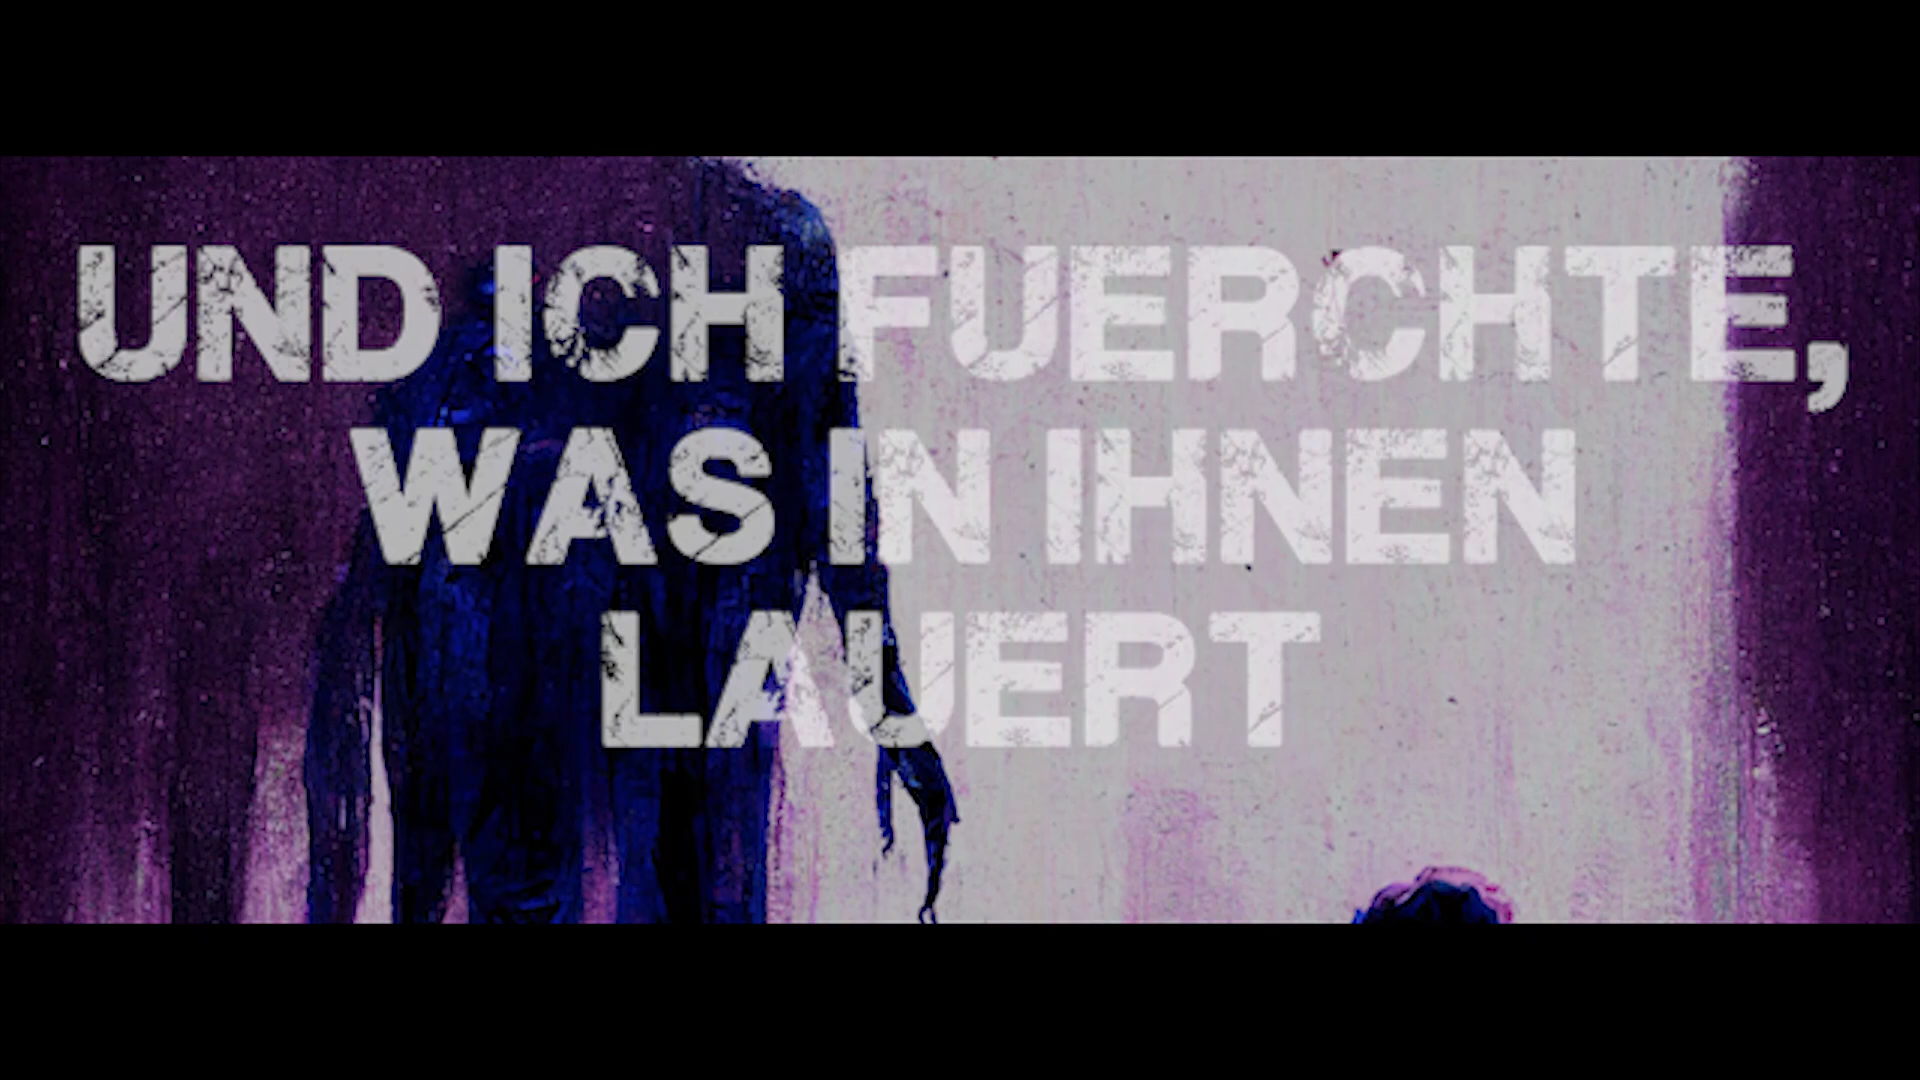 UND ICH FUERCHTE,
WAS IN IHNEN
LAUERT